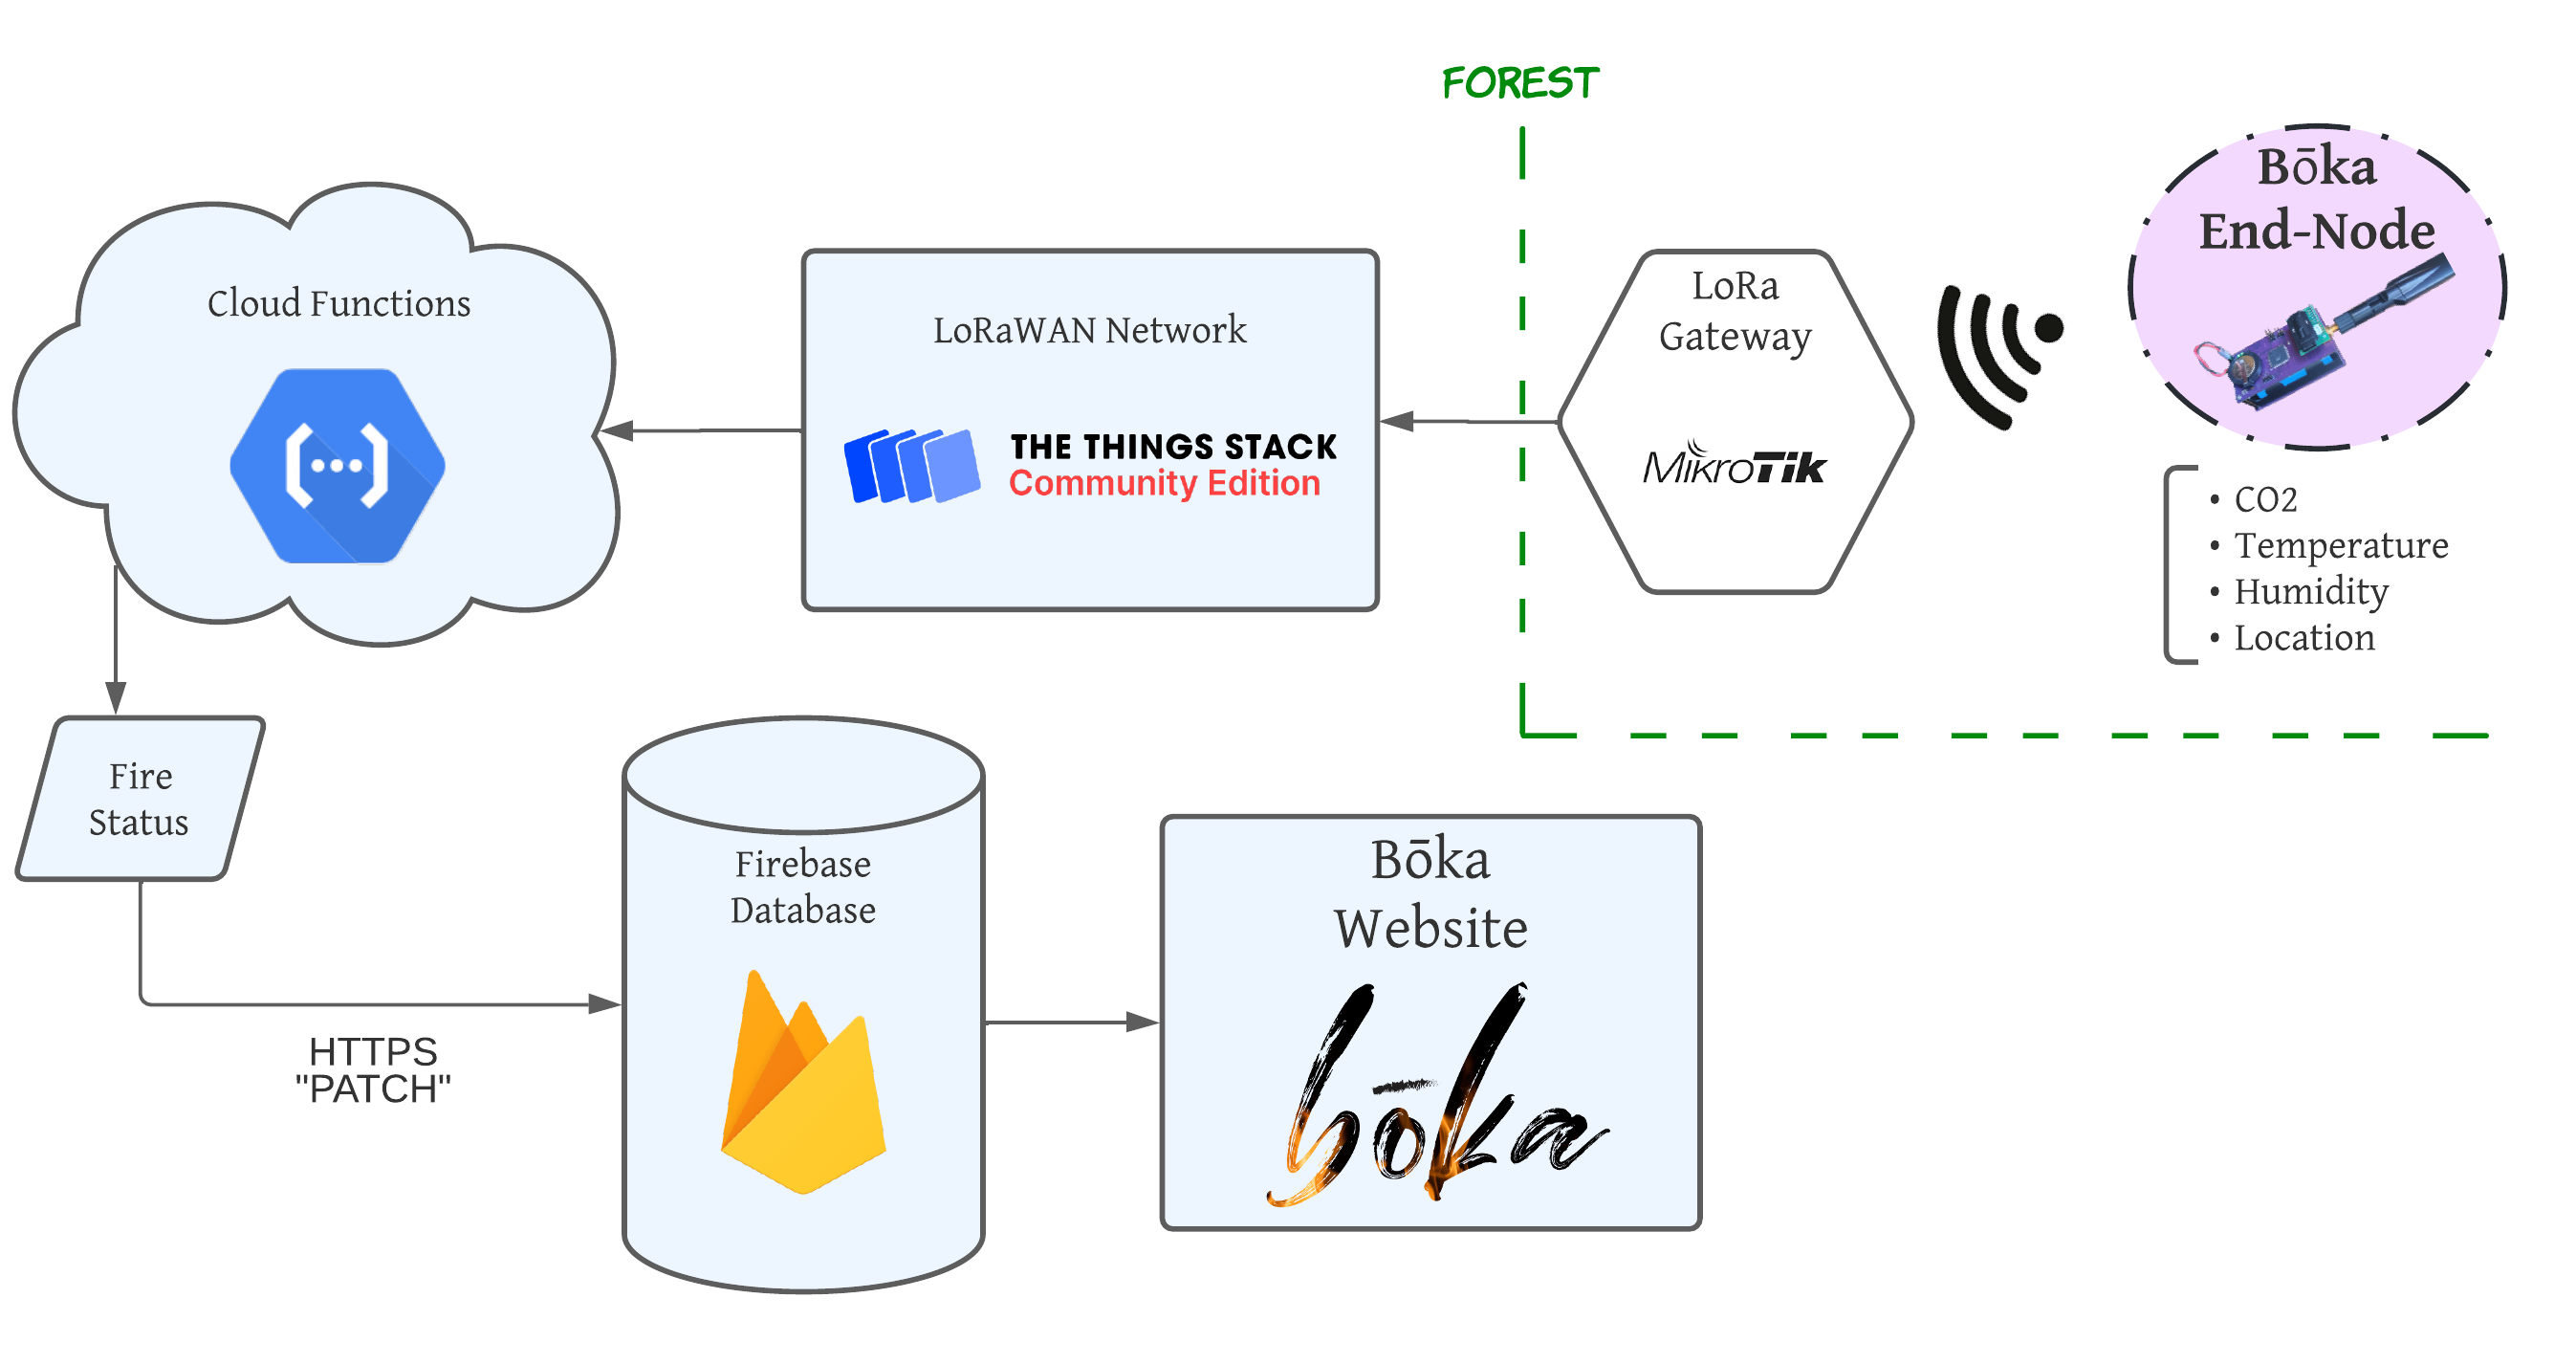 FOREST
Bōka
End-Node
LoRa
Gateway
MikroTik
• CO2
• Temperature
• Humidity
• Location
LoRaWAN Network
THE THINGS STACK
Community Edition
Cloud Functions
Fire
Status
HTTPS
"PATCH"
Firebase
Database
Bōka
Website
bōka